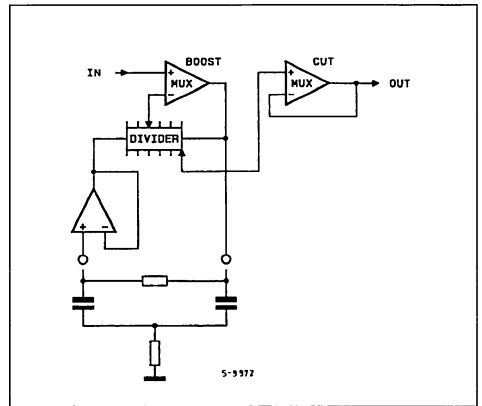 BOOST
CUT
IN
+
MUX
-
+
MUX
-
OUT
DIVIDER
+ -
S-9972